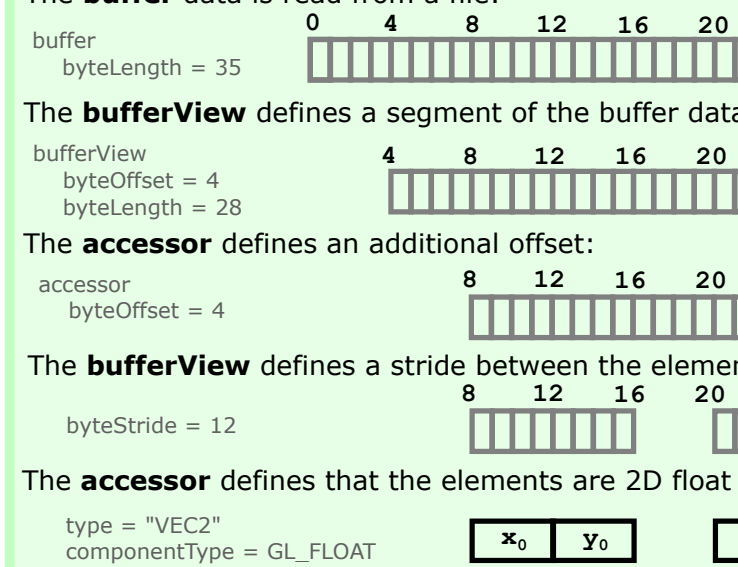 The buffer data is read from a file:
0 4 8 12 16 20
buffer
byteLength = 35
The bufferView defines a segment of the buffer data
bufferView
4 8 12 16 20
byteOffset = 4
byteLength = 28
The accessor defines an additional offset:
accessor
8 12 16 20
byteOffset = 4
The bufferView defines a stride between the elemen
8 12 16 20
byteStride = 12
The accessor defines that the elements are 2D float
type = "VEC2"
x₀ y₀
componentType = GL_FLOAT